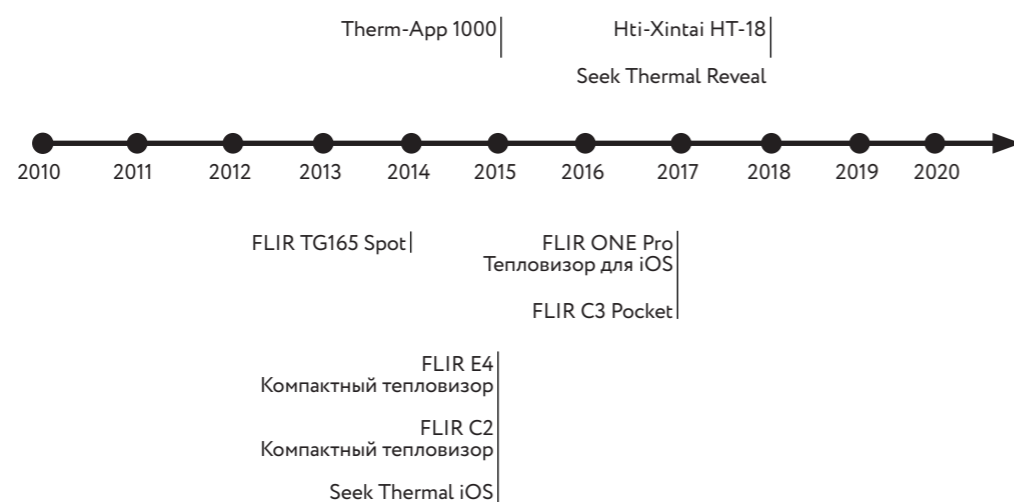 Therm-App 1000
Hti-Xintai HT-18
Seek Thermal Reveal
2010 2011 2012 2013 2014 2015 2016 2017 2018 2019 2020
FLIR TG165 Spot
FLIR ONE Pro
Тепловизор для iOS
FLIR C3 Pocket
FLIR E4
Компактный тепловизор
FLIR C2
Компактный тепловизор
Seek Thermal iOS